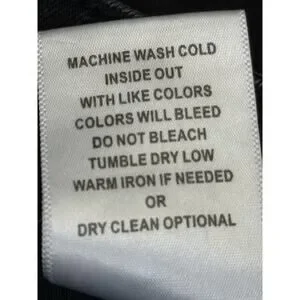 MACHINE WASH COLD
INSIDE OUT
WITH LIKE COLORS
COLORS WILL BLEED
DO NOT BLEACH
TUMBLE DRY LOW
WARM IRON IF NEEDED
OR
DRY CLEAN OPTIONAL